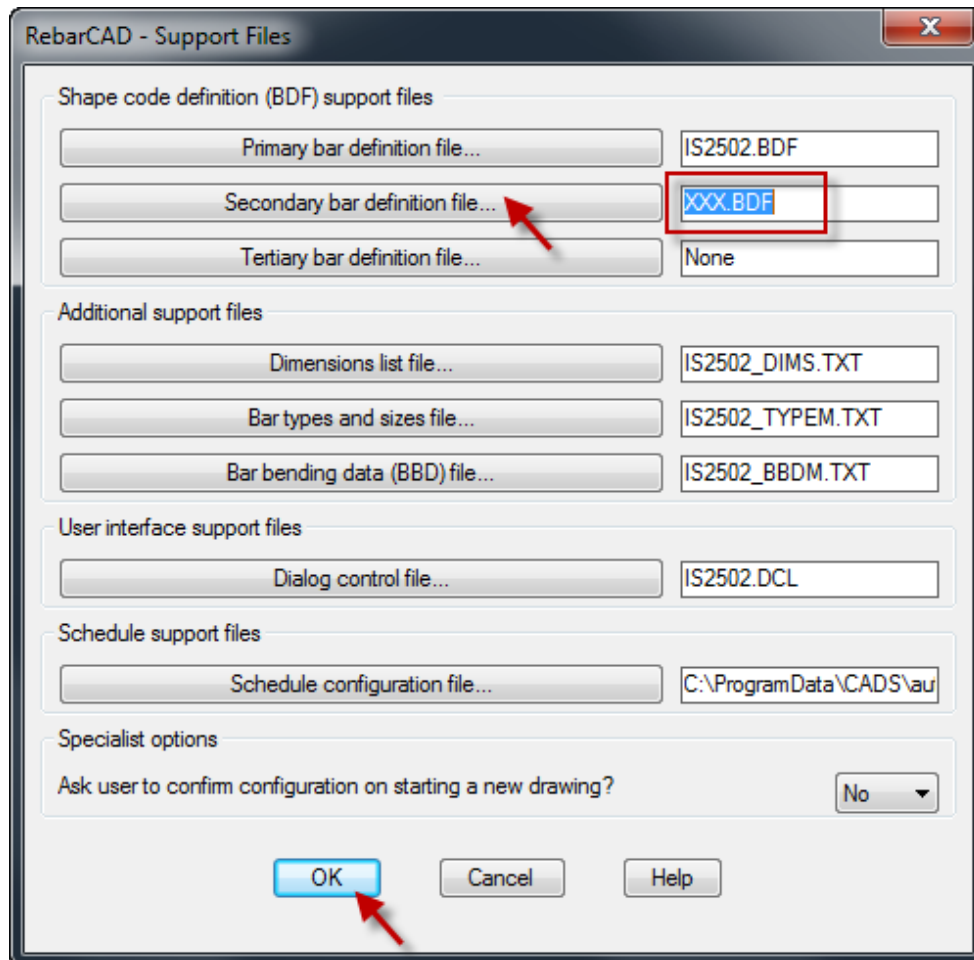 RebarCAD - Support Files
Shape code definition (BDF) support files
Primary bar definition file... IS2502.BDF
Secondary bar definition file... XXX.BDF
Tertiary bar definition file... None
Additional support files
Dimensions list file... IS2502_DIMS.TXT
Bar types and sizes file... IS2502_TYPEM.TXT
Bar bending data (BBD) file... IS2502_BBDM.TXT
User interface support files
Dialog control file... IS2502.DCL
Schedule support files
Schedule configuration file... C:\ProgramData\CADS\au
Specialist options
Ask user to confirm configuration on starting a new drawing? No
OK Cancel Help